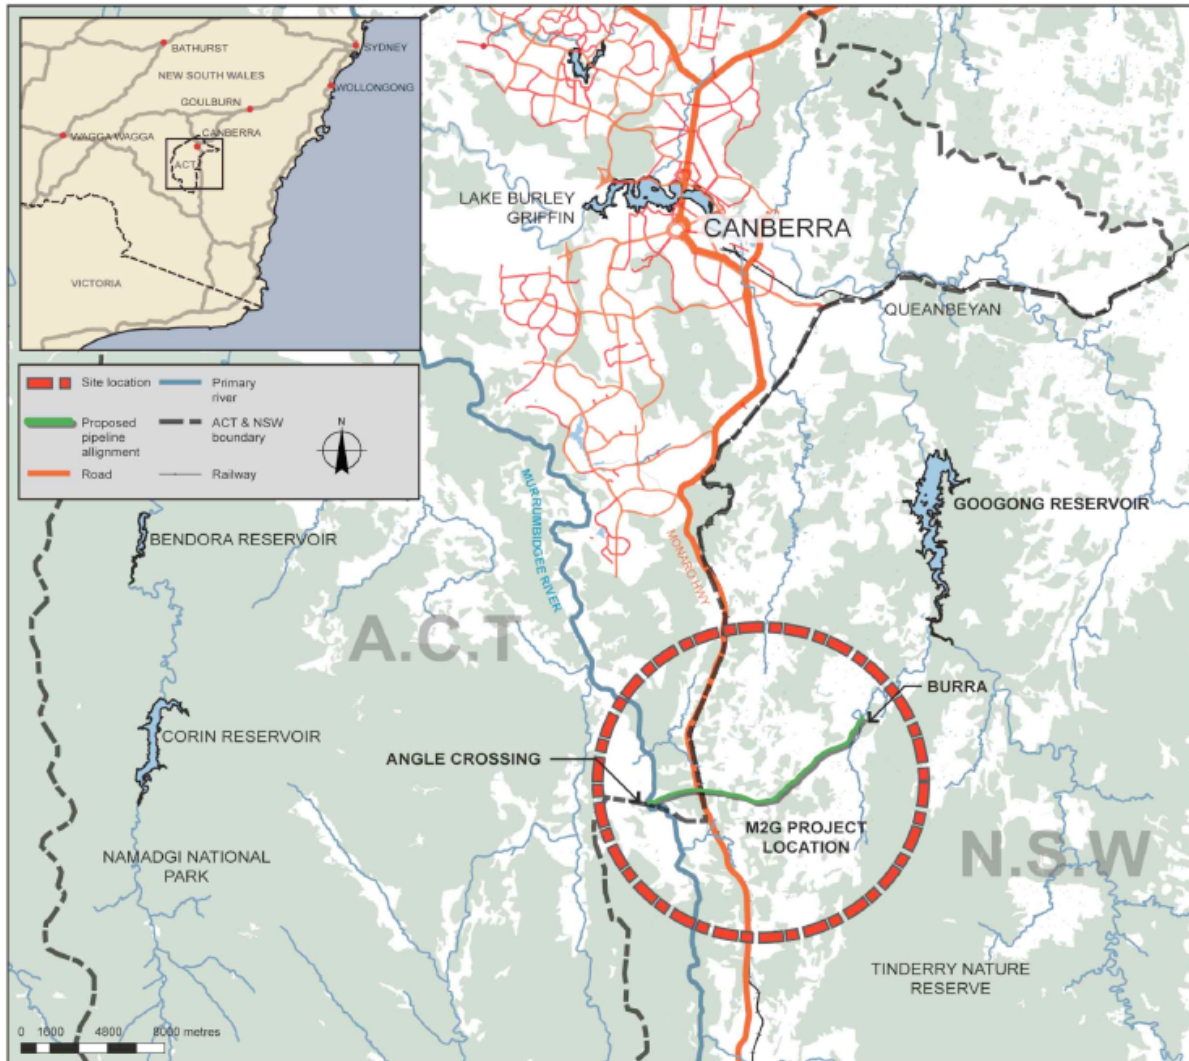 BATHURST
SYDNEY
NEW SOUTH WALES
WOLLONGONG
GOULBURN
WAGGA WAGGA
CANBERRA
ACT
VICTORIA
LAKE BURLEY
GRIFFIN
CANBERRA
QUEANBEYAN
Site location
Primary
river
Proposed
pipeline
allignment
ACT & NSW
boundary
Road
Railway
N
MURRUMBIDGEE RIVER
MONARO HWY
GOOGONG RESERVOIR
BENDORA RESERVOIR
A.C.T
BURRA
CORIN RESERVOIR
ANGLE CROSSING
M2G PROJECT
LOCATION
N.S.W
NAMADGI NATIONAL
PARK
TINDERRY NATURE
RESERVE
0 1600 4800 8000 metres